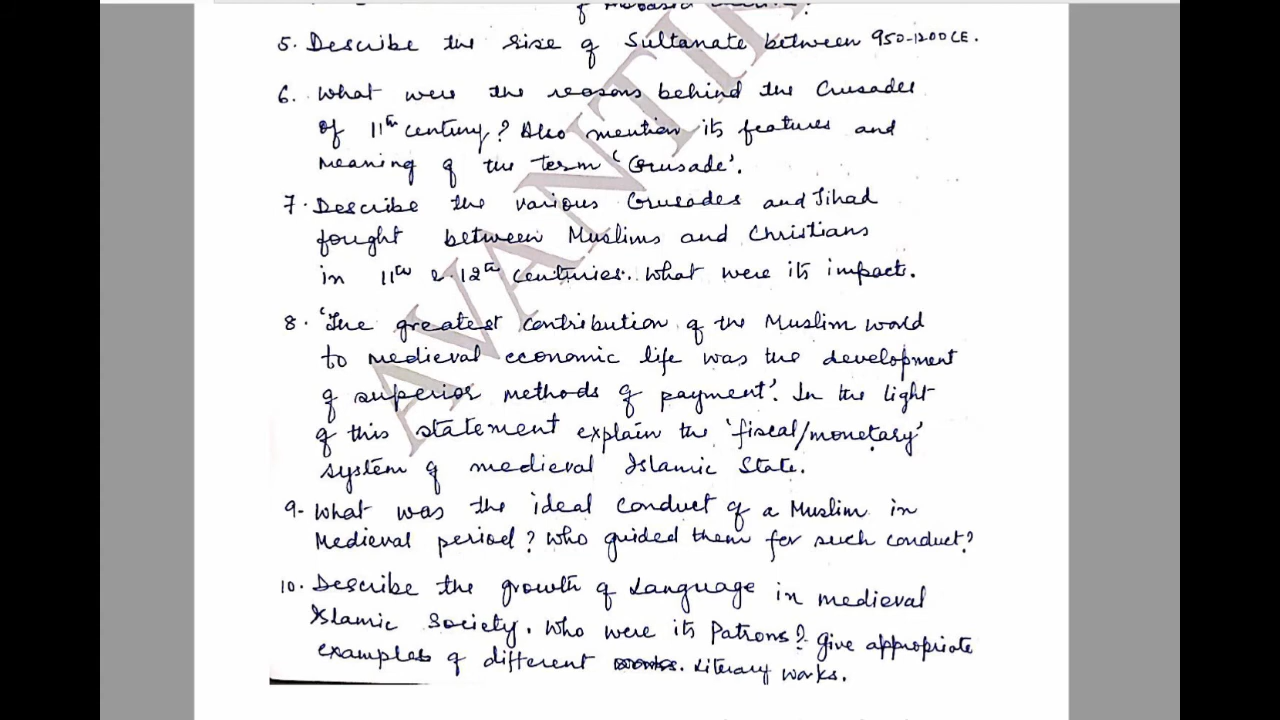 5. Describe the rise of Sultanate between 950-1200 CE.
6. What were the reasons behind the Crusades
of 11th century? Also mention its features and
meaning of the term 'Crusade'.
7. Describe the various Crusades and Jihad
fought between Muslims and Christians
in 11th & 12th centuries. What were its impact.
8. 'The greatest contribution of the Muslim world
to medieval economic life was the development
of superior methods of payment'. In the light
of this statement explain the 'fiscal/monetary'
system of medieval Islamic State.
9- What was the ideal conduct of a Muslim in
Medieval period? Who guided them for such conduct?
10. Describe the growth of Language in medieval
Islamic Society. Who were its Patrons? Give appropriate
examples of different literary works.
AVANTI